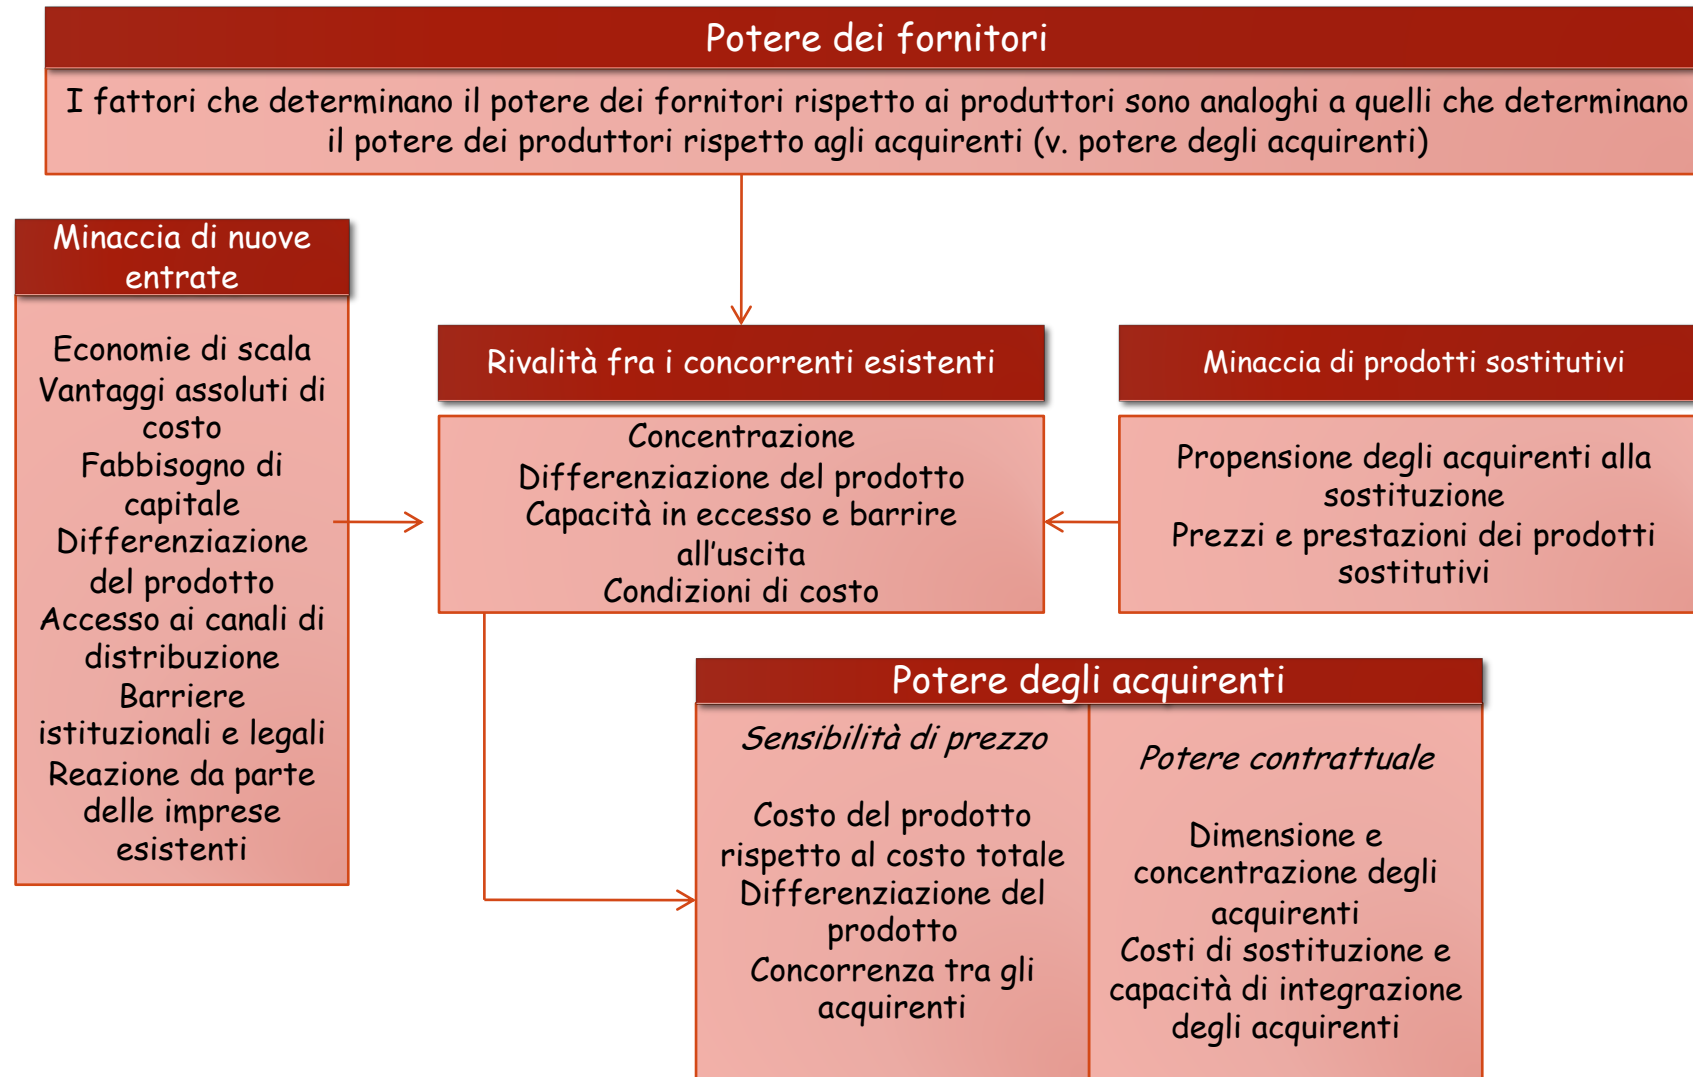 Potere dei fornitori
I fattori che determinano il potere dei fornitori rispetto ai produttori sono analoghi a quelli che determinano
il potere dei produttori rispetto agli acquirenti (v. potere degli acquirenti)
Minaccia di nuove
entrate
Economie di scala
Vantaggi assoluti di
costo
Fabbisogno di
capitale
Differenziazione
del prodotto
Accesso ai canali di
distribuzione
Barriere
istituzionali e legali
Reazione da parte
delle imprese
esistenti
Rivalità fra i concorrenti esistenti
Concentrazione
Differenziazione del prodotto
Capacità in eccesso e barrire
all'uscita
Condizioni di costo
Minaccia di prodotti sostitutivi
Propensione degli acquirenti alla
sostituzione
Prezzi e prestazioni dei prodotti
sostitutivi
Potere degli acquirenti
Sensibilità di prezzo
Costo del prodotto
rispetto al costo totale
Differenziazione del
prodotto
Concorrenza tra gli
acquirenti
Potere contrattuale
Dimensione e
concentrazione degli
acquirenti
Costi di sostituzione e
capacità di integrazione
degli acquirenti